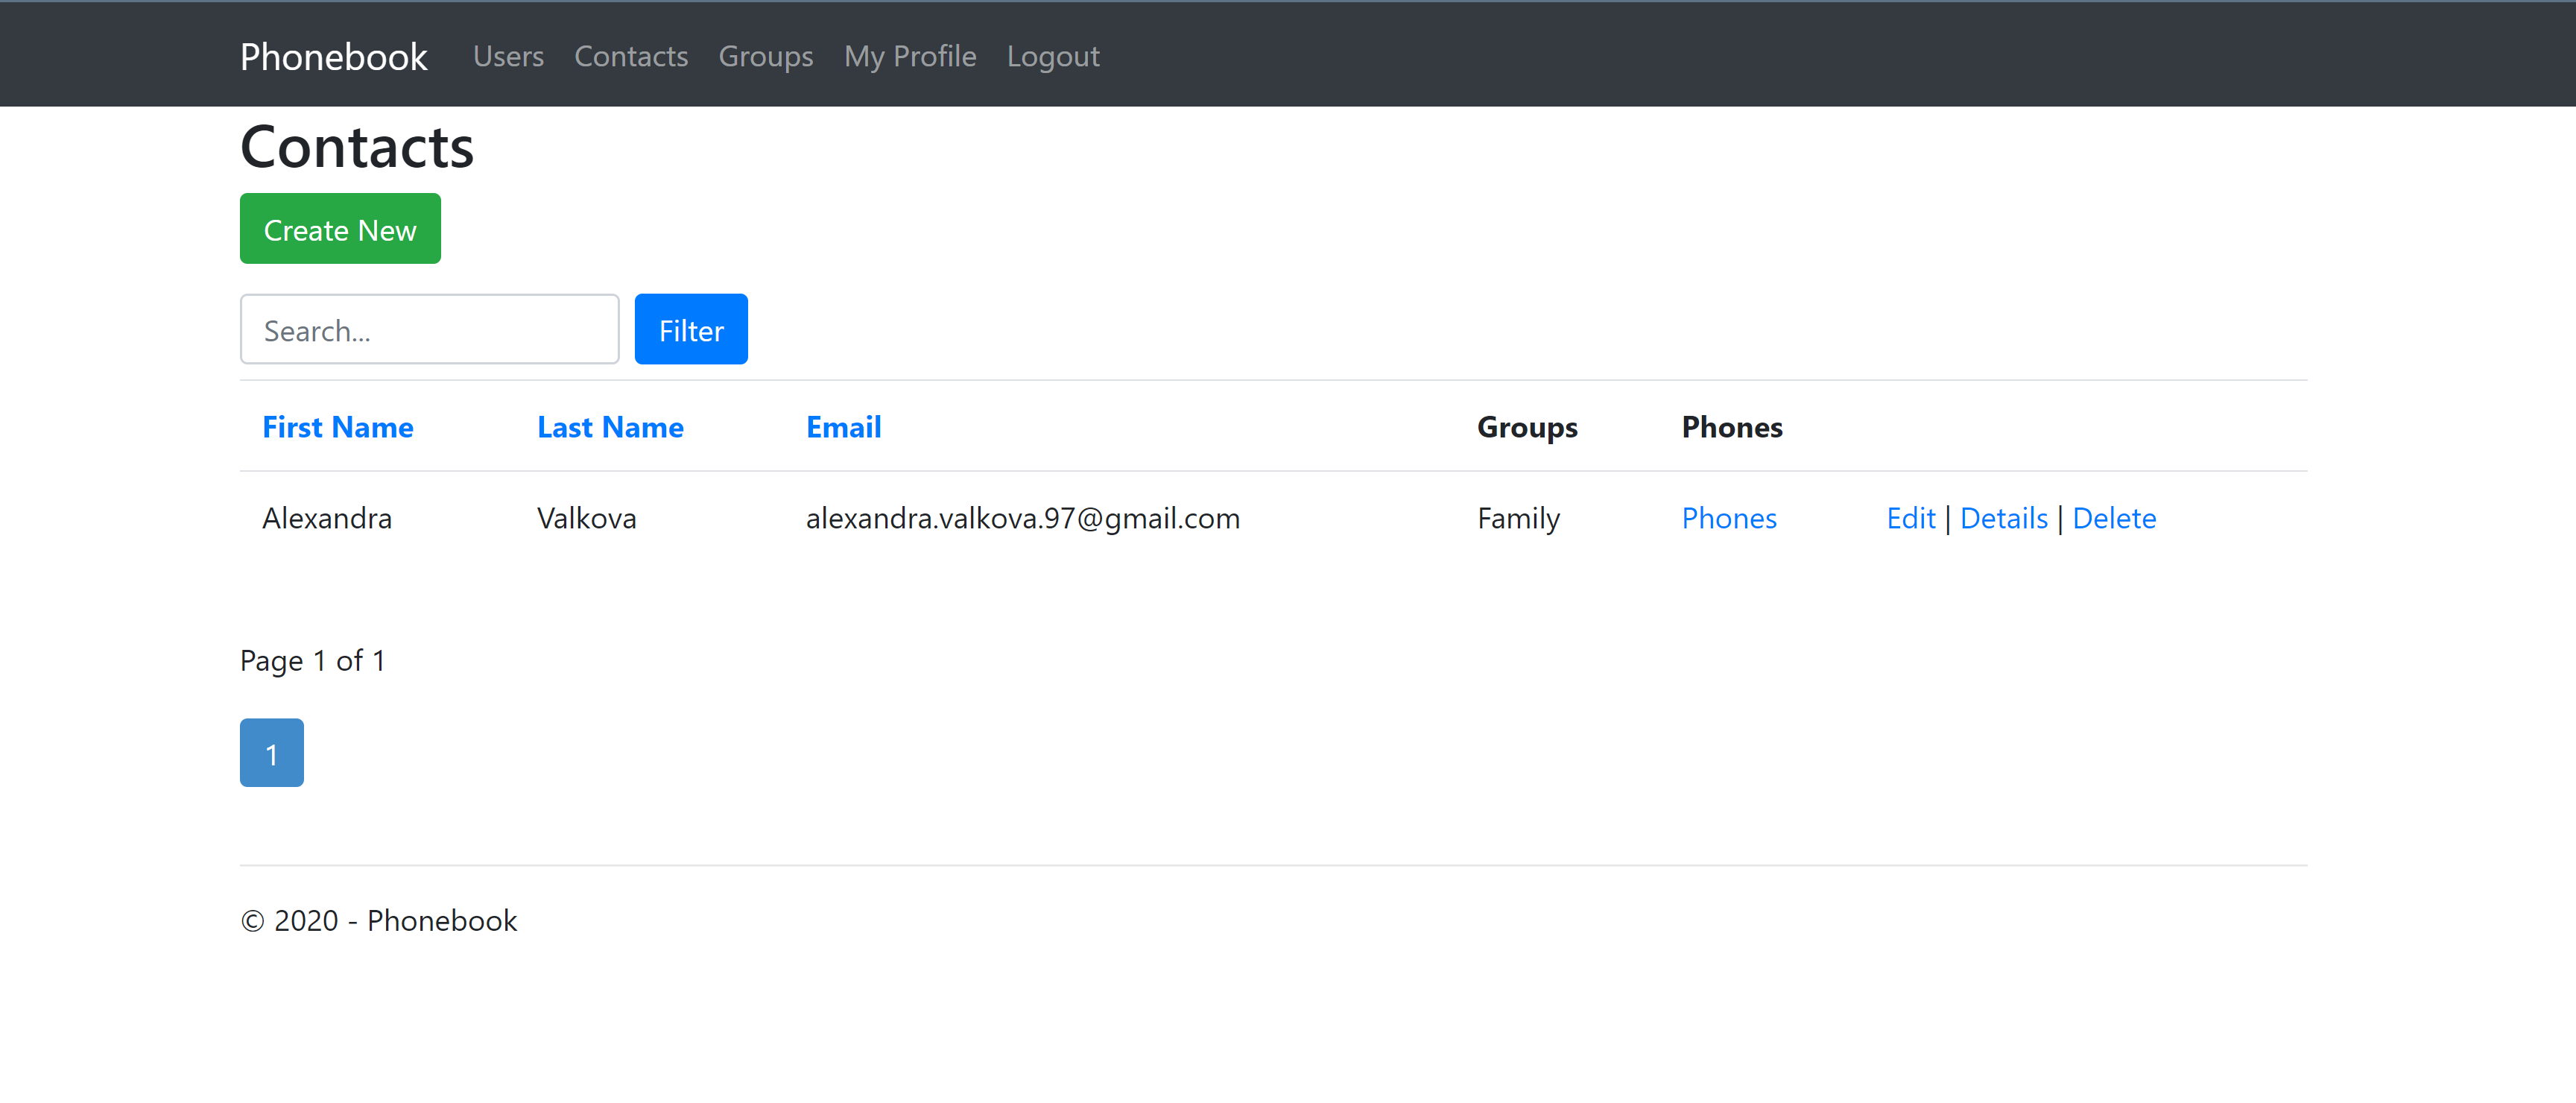 Phonebook Users Contacts Groups My Profile Logout
Contacts
Create New
Search... Filter
First Name Last Name Email Groups Phones
Alexandra Valkova alexandra.valkova.97@gmail.com Family Phones Edit | Details | Delete
Page 1 of 1
1
© 2020 - Phonebook